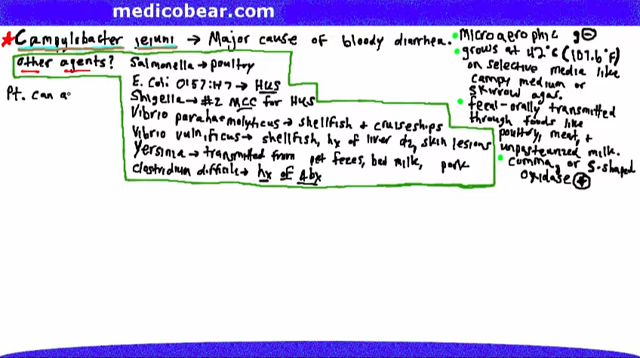 medicobear.com
Campylobacter jejuni → Major cause of bloody diarrhea.
other agents?
Salmonella → poultry
E. Coli 0157:H7 → HUS
Shigella → #2 MCC for HUS
Vibrio parahaemolyticus → shellfish + cruiseships
Vibrio vulnificus → shellfish, hx of liver dz, skin lesions
Yersinia → transmitted from pet feces, bad milk, pork
clostridium difficile → hx of Abx
Pt. can a
microaerophic g⊖
grows at 42°C (107.6°F)
on selective media like
campy medium or
skirrow agar.
fecal-orally transmitted
through foods like
poultry, meat, +
unpasteurized milk.
comma, or S-shaped
oxidase ⊕